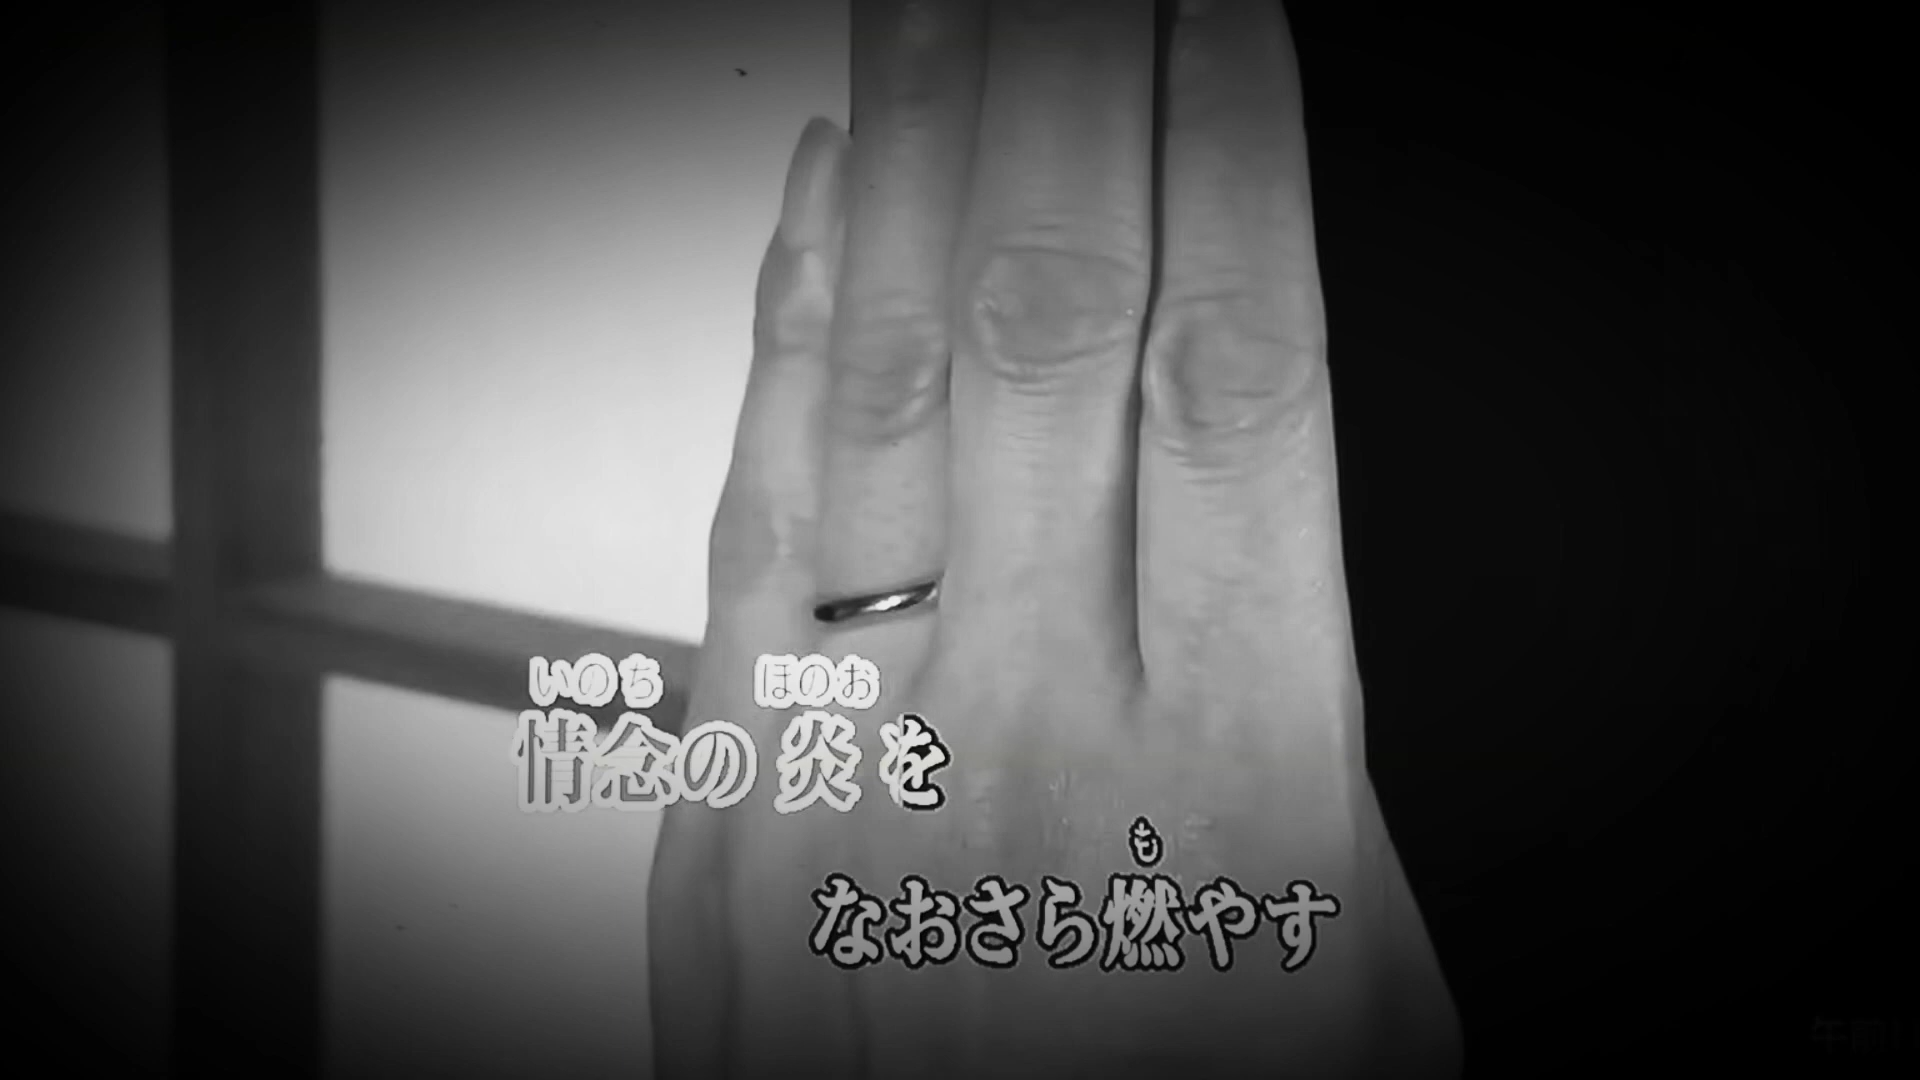 いのち ほのお
情念の炎を
も
なおさら燃やす